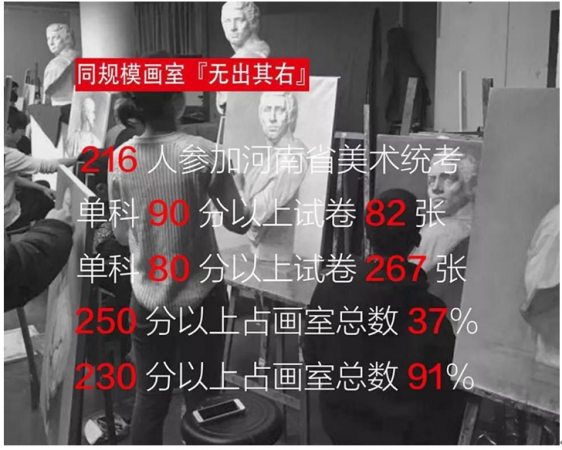 同规模画室『无出其右』
216 人参加河南省美术统考
单科 90 分以上试卷 82 张
单科 80 分以上试卷 267 张
250 分以上占画室总数 37%
230 分以上占画室总数 91%